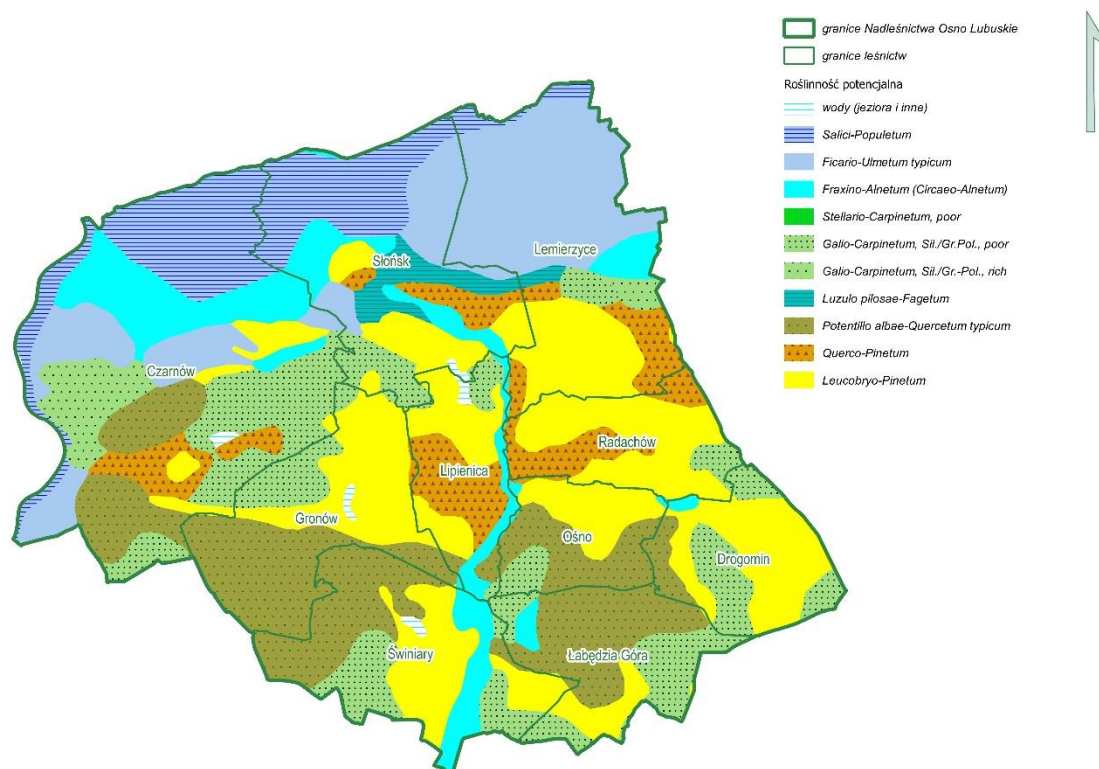 granice Nadleśnictwa Osno Lubuskie
granice leśnictw
Roślinność potencjalna
wody (jeziora i inne)
Salici-Populetum
Ficario-Ulmetum typicum
Fraxino-Alnetum (Circaeo-Alnetum)
Stellario-Carpinetum, poor
Galio-Carpinetum, Sil./Gr.Pol., poor
Galio-Carpinetum, Sil./Gr.-Pol., rich
Luzulo pilosae-Fagetum
Potentillo albae-Quercetum typicum
Querco-Pinetum
Leucobryo-Pinetum
Lemierzyce
Słońsk
Czarnów
Radachów
Lipienica
Gronów
Ośno
Drogomin
Świniary
Łabędzia Góra